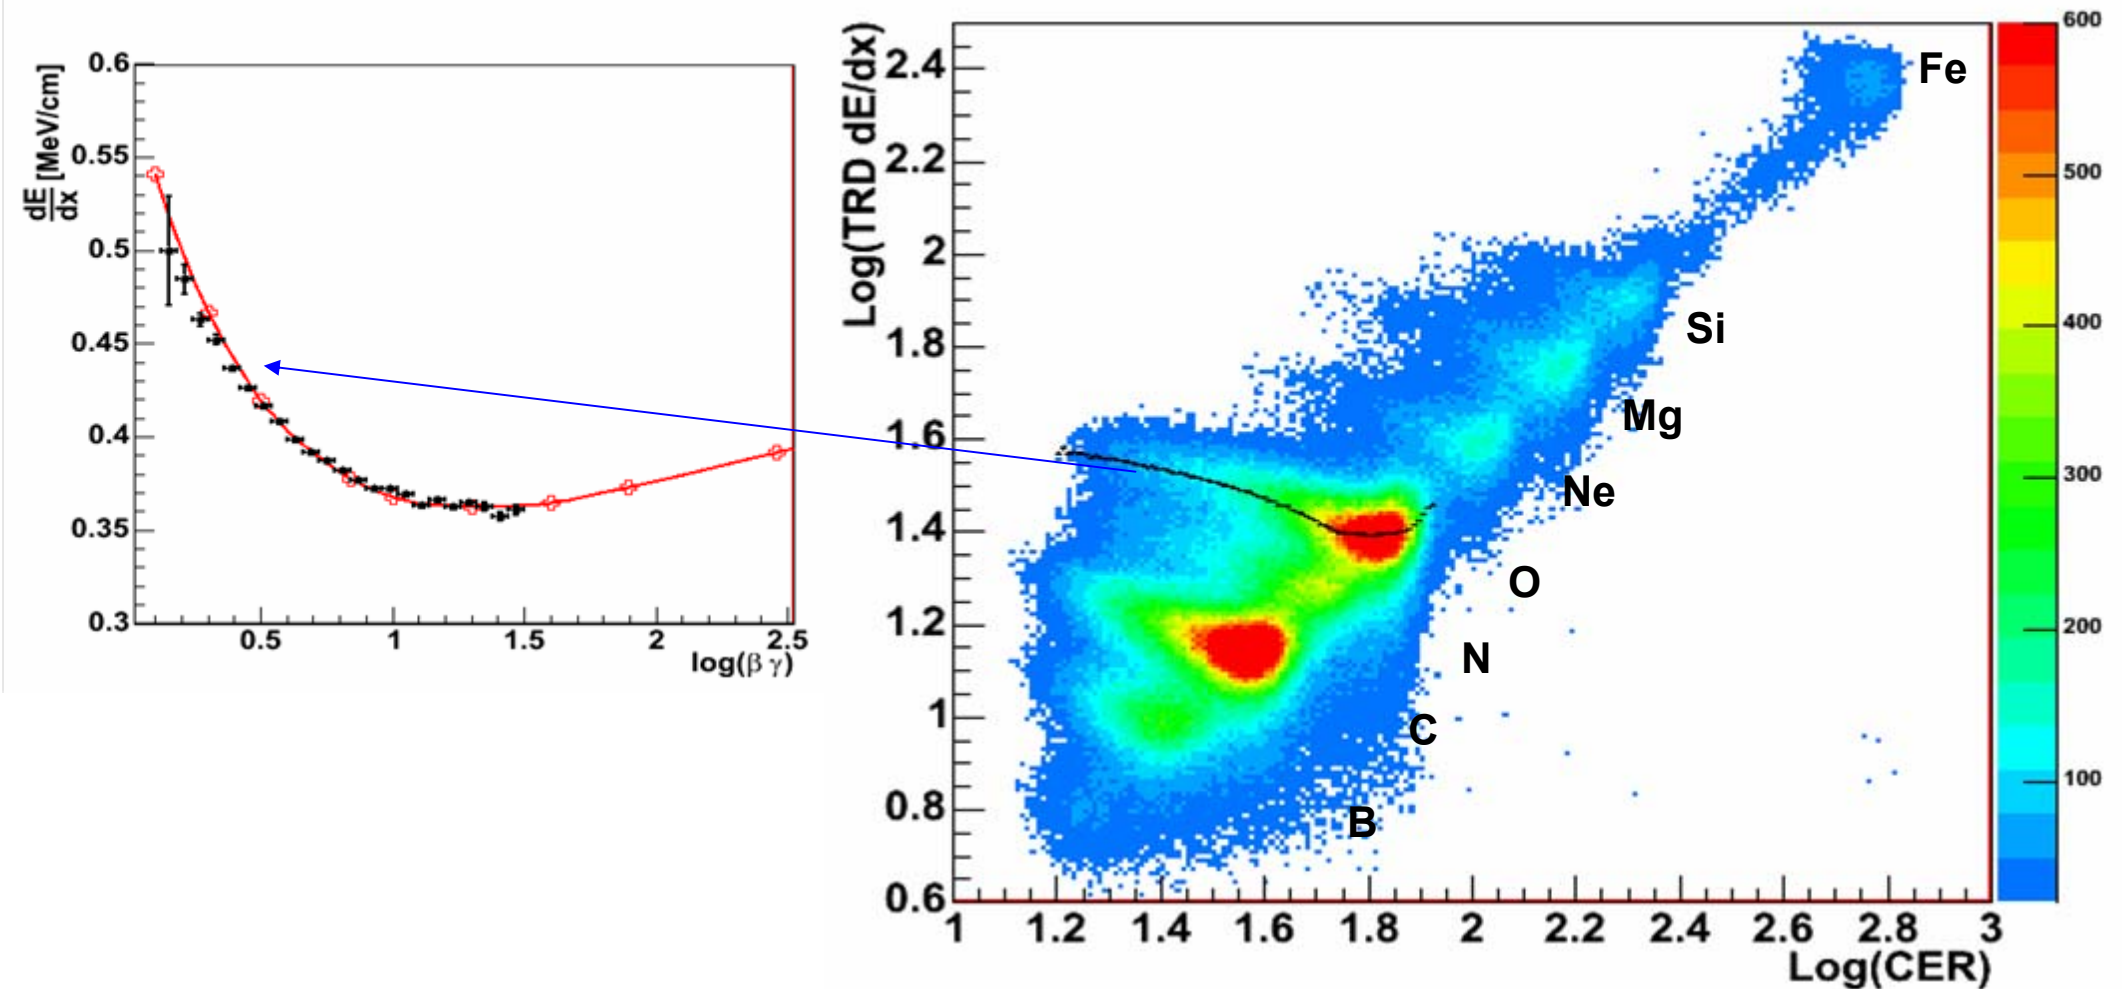 0.6
0.55
0.5
0.45
0.4
0.35
0.3
dE
dx
[MeV/cm]
0.5
1
1.5
2
2.5
log(β γ)
Log(TRD dE/dx)
2.4
2.2
2
1.8
1.6
1.4
1.2
1
0.8
0.6
1
1.2
1.4
1.6
1.8
2
2.2
2.4
2.6
2.8
3
Log(CER)
Fe
Si
Mg
Ne
O
N
C
B
600
500
400
300
200
100